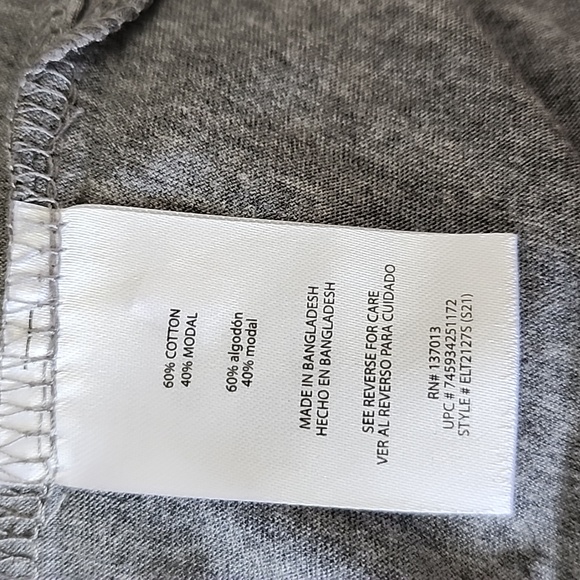 60% COTTON
40% MODAL
60% algodón
40% modal
MADE IN BANGLADESH
HECHO EN BANGLADESH
SEE REVERSE FOR CARE
VER AL REVERSO PARA CUIDADO
RN# 137013
UPC # 745934251172
STYLE # ELT2127S (S21)